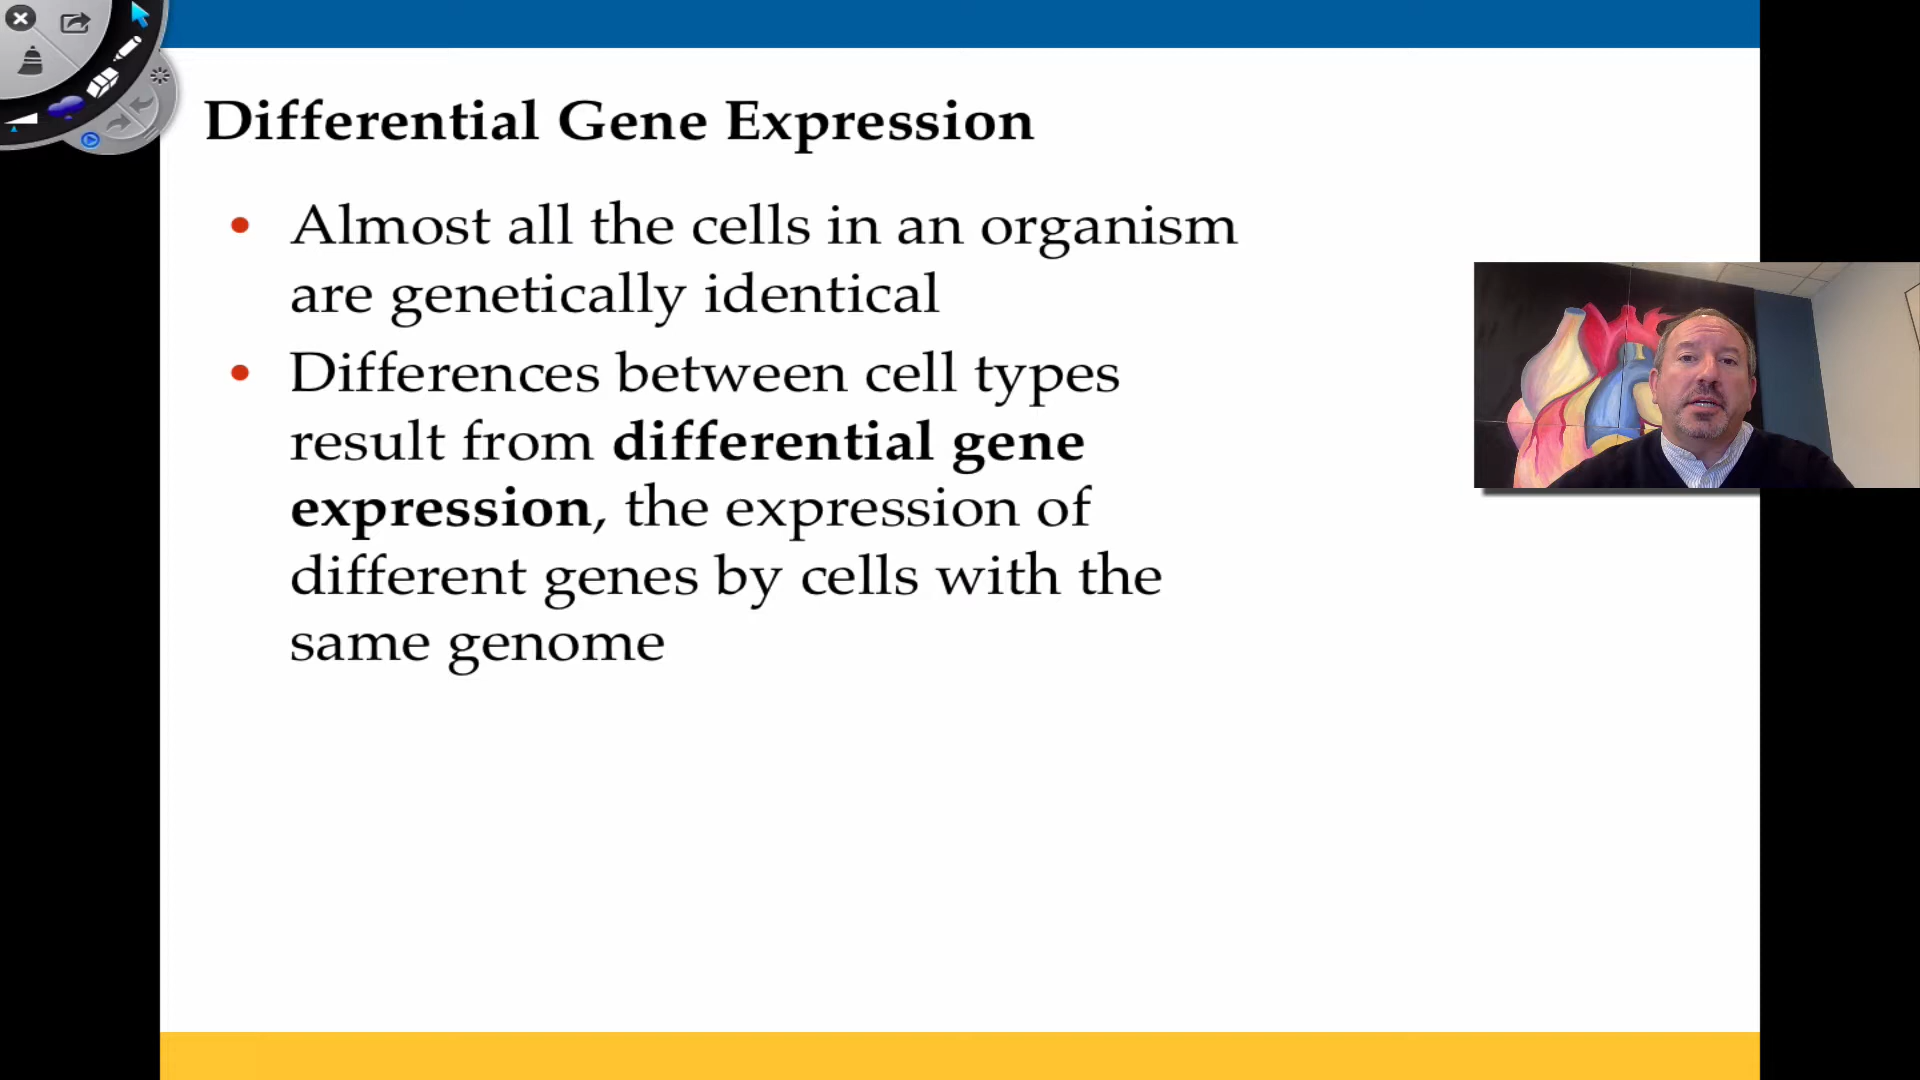 Differential Gene Expression
• Almost all the cells in an organism
are genetically identical
• Differences between cell types
result from differential gene
expression, the expression of
different genes by cells with the
same genome